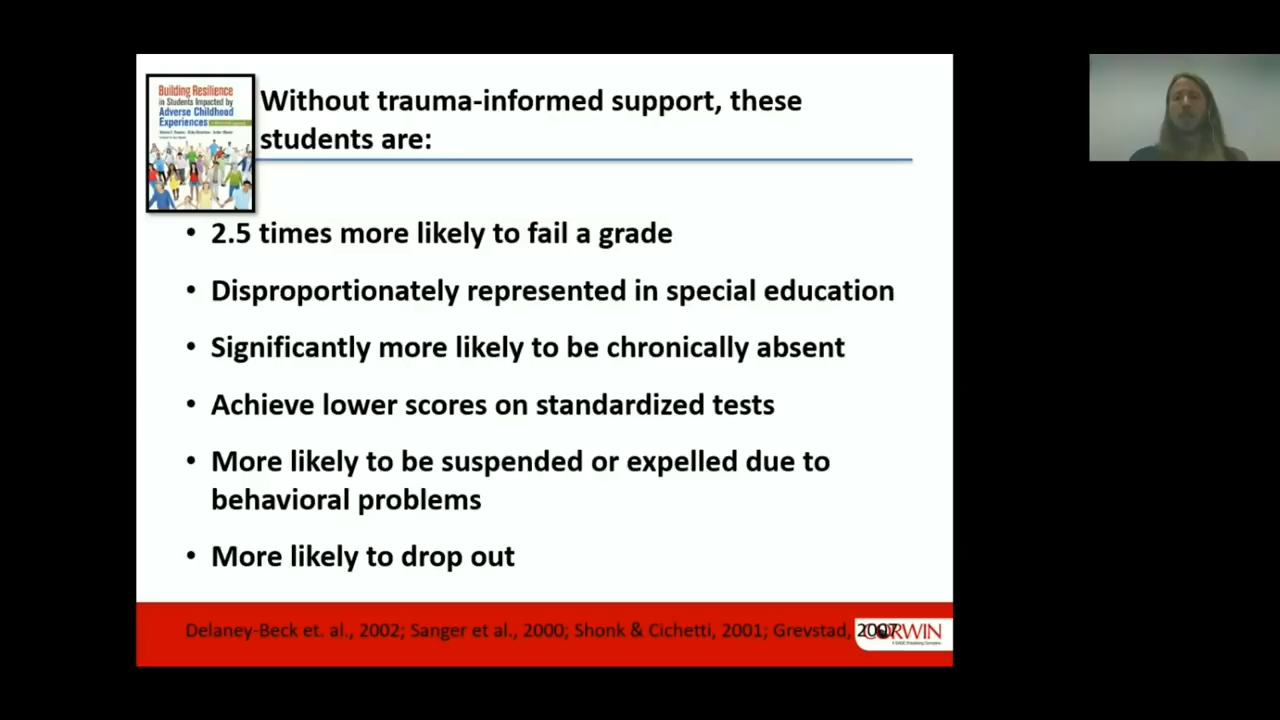 Building Resilience
in Students Impacted by
Adverse Childhood
Experiences
Without trauma-informed support, these
students are:
• 2.5 times more likely to fail a grade
• Disproportionately represented in special education
• Significantly more likely to be chronically absent
• Achieve lower scores on standardized tests
• More likely to be suspended or expelled due to
behavioral problems
• More likely to drop out
Delaney-Beck et. al., 2002; Sanger et al., 2000; Shonk & Cichetti, 2001; Grevstad, 2007
CORWIN